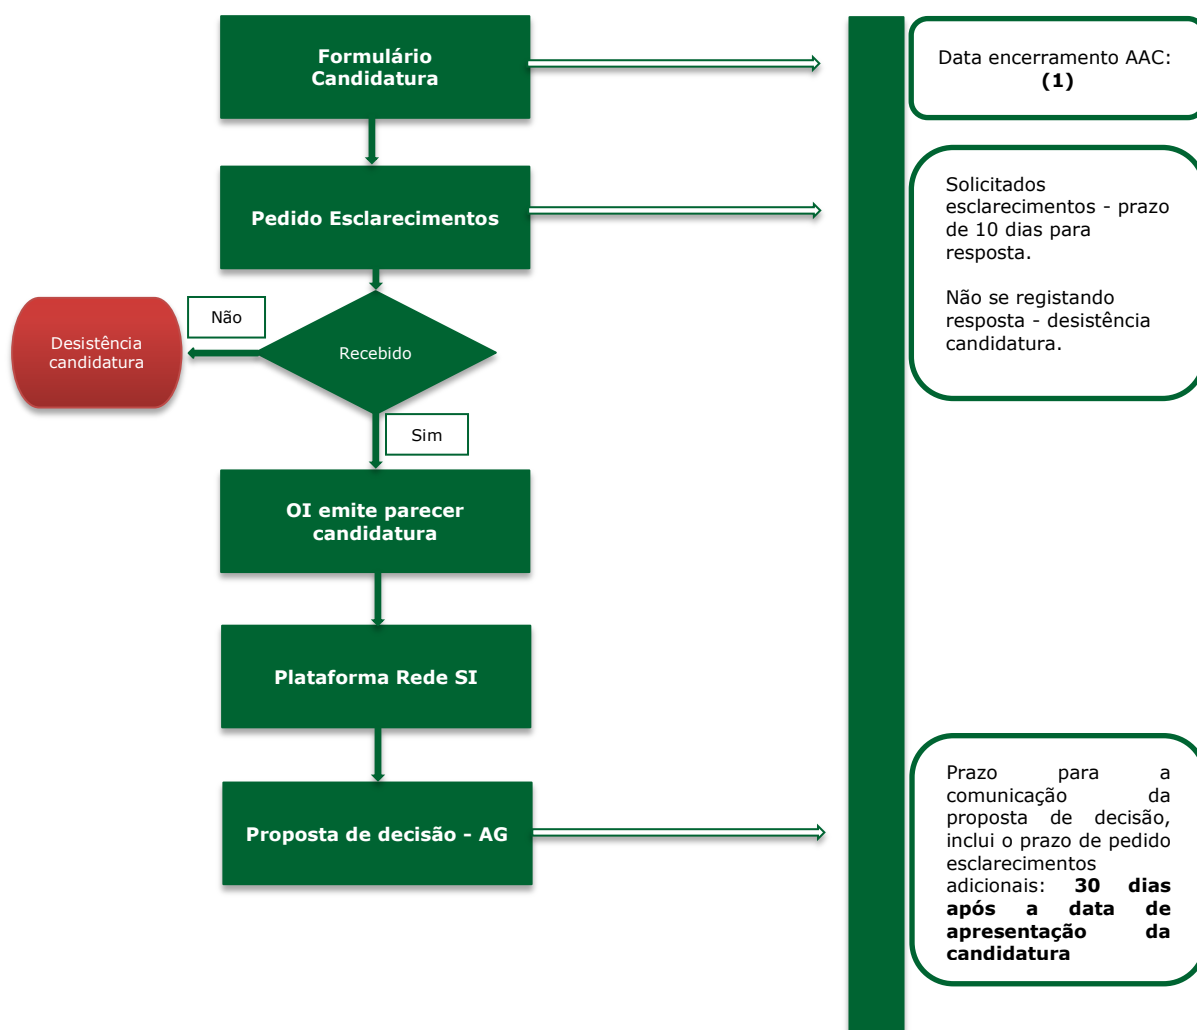 Formulário
Candidatura
Data encerramento AAC:
(1)
Pedido Esclarecimentos
Solicitados
esclarecimentos - prazo
de 10 dias para
resposta.
Não se registando
resposta - desistência
candidatura.
Não
Desistência
candidatura
Recebido
Sim
OI emite parecer
candidatura
Plataforma Rede SI
Proposta de decisão - AG
Prazo para a
comunicação da
proposta de decisão,
inclui o prazo de pedido
esclarecimentos
adicionais: 30 dias
após a data de
apresentação da
candidatura